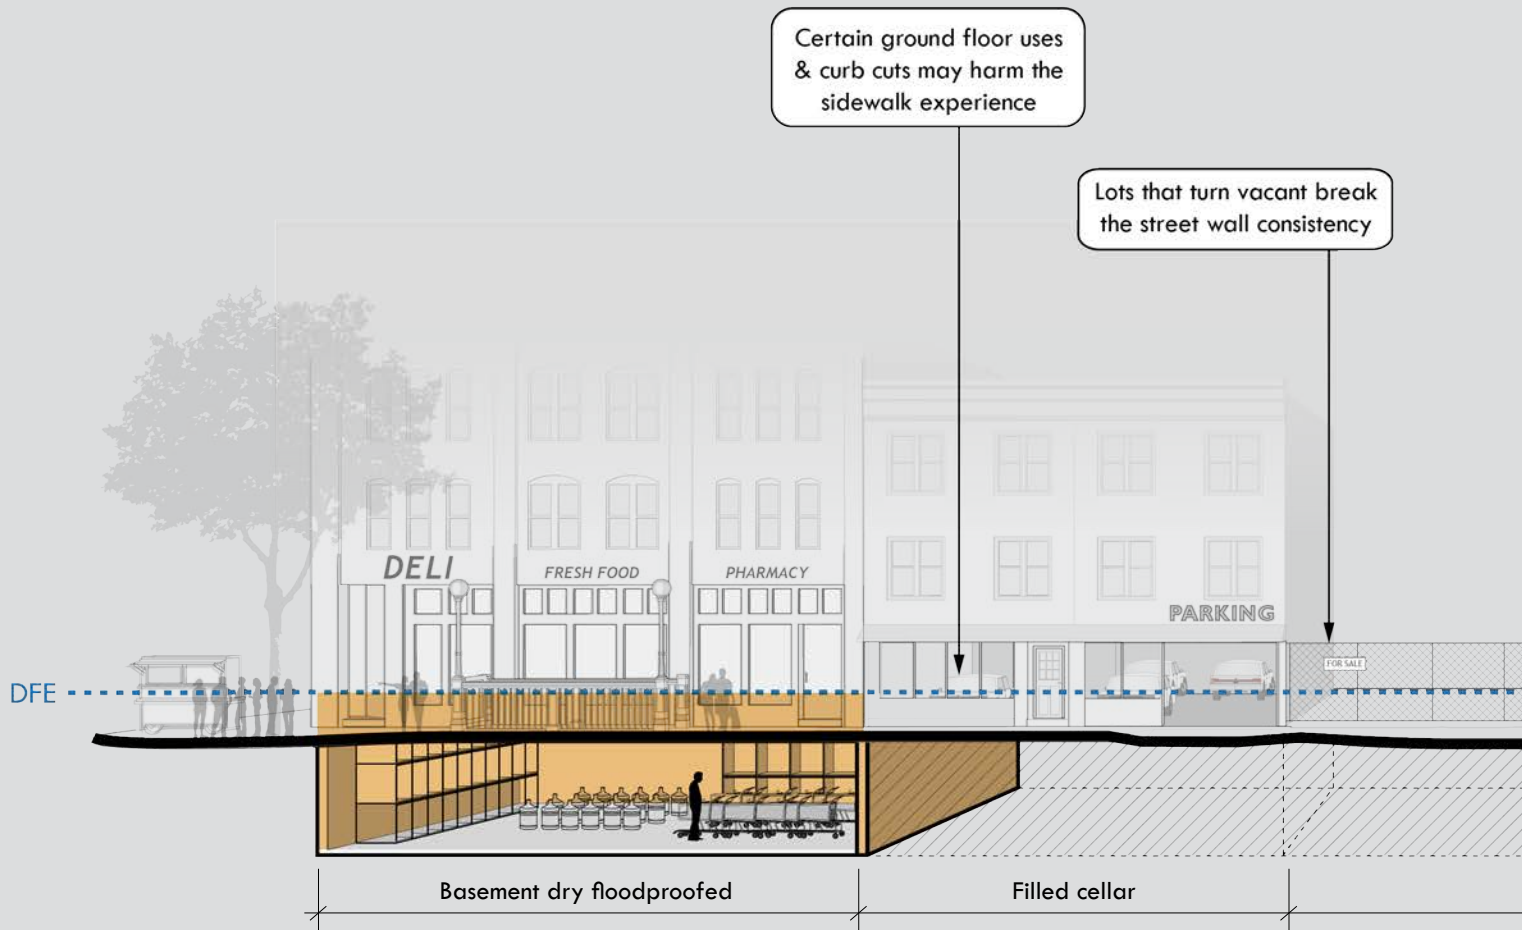 Certain ground floor uses
& curb cuts may harm the
sidewalk experience
Lots that turn vacant break
the street wall consistency
DELI
FRESH FOOD
PHARMACY
PARKING
FOR SALE
DFE
Basement dry floodproofed
Filled cellar